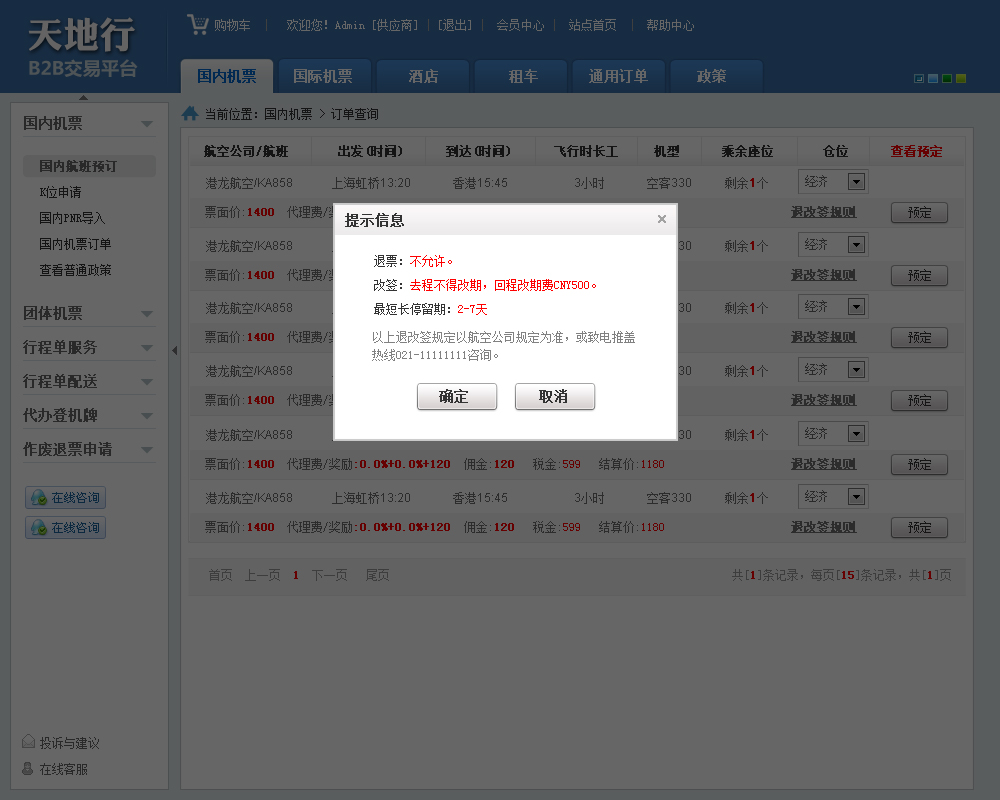 天地行
B2B交易平台
购物车 欢迎您! Admin [供应商] [退出] 会员中心 站点首页 帮助中心
国内机票 国际机票 酒店 租车 通用订单 政策
国内机票
国内航班预订
K位申请
国内PNR导入
国内机票订单
查看普通政策
团体机票
行程单服务
行程单配送
代办登机牌
作废退票申请
在线咨询
在线咨询
投诉与建议
在线客服
当前位置: 国内机票 > 订单查询
航空公司/航班 出发(时间) 到达(时间) 飞行时长工 机型 乘余座位 仓位 查看预定
港龙航空/KA858 上海虹桥13:20 香港15:45 3小时 空客330 剩余1个 经济
票面价:1400 代理费/奖 退改签规则 预定
港龙航空/KA858 30 剩余1个 经济
票面价:1400 代理费/奖 退改签规则 预定
港龙航空/KA858 30 剩余1个 经济
票面价:1400 代理费/奖 退改签规则 预定
港龙航空/KA858 30 剩余1个 经济
票面价:1400 代理费/奖 退改签规则 预定
港龙航空/KA858 30 剩余1个 经济
票面价:1400 代理费/奖励:0.0%+0.0%+120 佣金:120 税金:599 结算价:1180 退改签规则 预定
港龙航空/KA858 上海虹桥13:20 香港15:45 3小时 空客330 剩余1个 经济
票面价:1400 代理费/奖励:0.0%+0.0%+120 佣金:120 税金:599 结算价:1180 退改签规则 预定
首页 上一页 1 下一页 尾页 共[1]条记录，每页[15]条记录，共[1]页
提示信息 ×
退票: 不允许。
改签: 去程不得改期，回程改期费CNY500。
最短长停留期: 2-7天
以上退改签规定以航空公司规定为准，或致电推盖
热线021-11111111咨询。
确定 取消